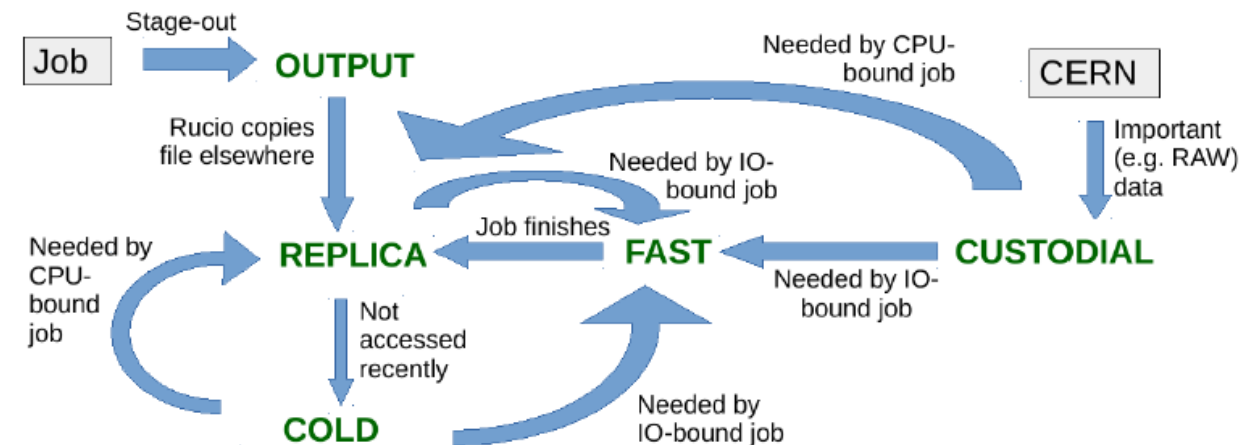 Stage-out
Job
OUTPUT
Needed by CPU-
bound job
CERN
Rucio copies
file elsewhere
Important
(e.g. RAW)
data
Needed by IO-
bound job
Job finishes
Needed by
CPU-
bound
job
REPLICA
FAST
CUSTODIAL
Needed by IO-
bound job
Not
accessed
recently
COLD
Needed by
IO-bound job